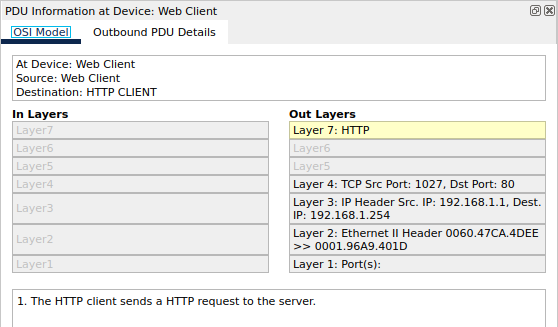 PDU Information at Device: Web Client
OSI Model
Outbound PDU Details
At Device: Web Client
Source: Web Client
Destination: HTTP CLIENT
In Layers
Layer7
Layer6
Layer5
Layer4
Layer3
Layer2
Layer1
Out Layers
Layer 7: HTTP
Layer6
Layer5
Layer 4: TCP Src Port: 1027, Dst Port: 80
Layer 3: IP Header Src. IP: 192.168.1.1, Dest.
IP: 192.168.1.254
Layer 2: Ethernet II Header 0060.47CA.4DEE
>> 0001.96A9.401D
Layer 1: Port(s):
1. The HTTP client sends a HTTP request to the server.